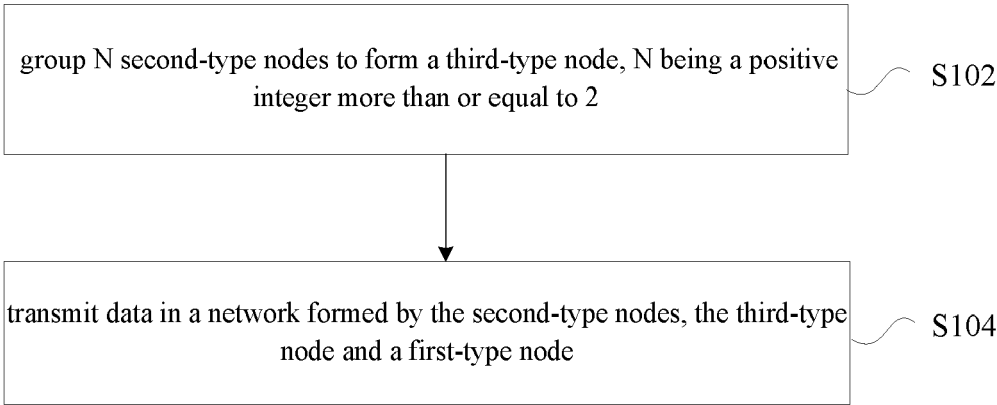 group N second-type nodes to form a third-type node, N being a positive
integer more than or equal to 2
S102
transmit data in a network formed by the second-type nodes, the third-type
node and a first-type node
S104